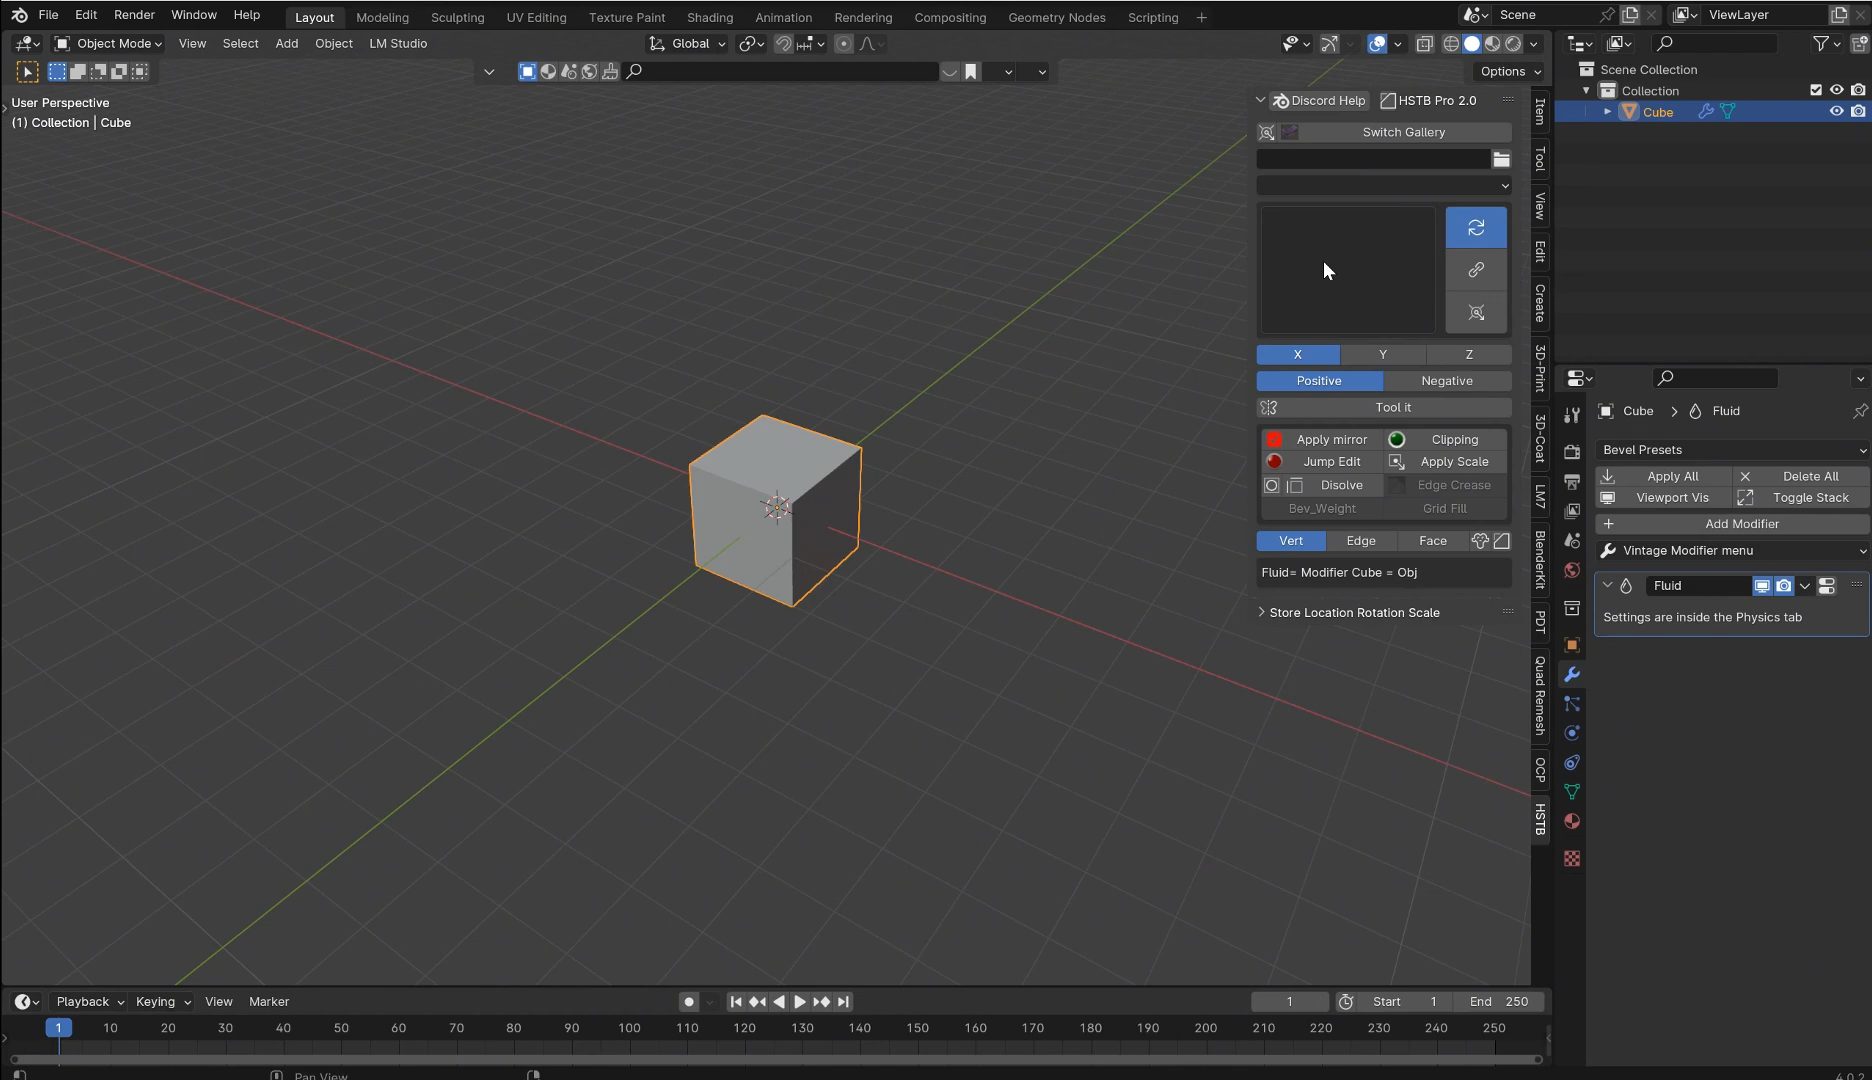 File Edit Render Window Help Layout Modeling Sculpting UV Editing Texture Paint Shading Animation Rendering Compositing Geometry Nodes Scripting + Scene ViewLayer
Object Mode View Select Add Object LM Studio Global
Options
User Perspective
(1) Collection | Cube
Discord Help HSTB Pro 2.0
Switch Gallery
X Y Z
Positive Negative
Tool it
Apply mirror Clipping
Jump Edit Apply Scale
Disolve Edge Crease
Bev_Weight Grid Fill
Vert Edge Face
Fluid= Modifier Cube = Obj
Store Location Rotation Scale
Item
Tool
View
Edit
Create
3D-Print
3D-Coat
LM7
BlenderKit
PDT
Quad Remesh
OCP
HSTB
Scene Collection
Collection
Cube
Cube > Fluid
Bevel Presets
Apply All Delete All
Viewport Vis Toggle Stack
Add Modifier
Vintage Modifier menu
Fluid
Settings are inside the Physics tab
Playback Keying View Marker 1 Start 1 End 250
1 10 20 30 40 50 60 70 80 90 100 110 120 130 140 150 160 170 180 190 200 210 220 230 240 250
Pan View
4.0.2